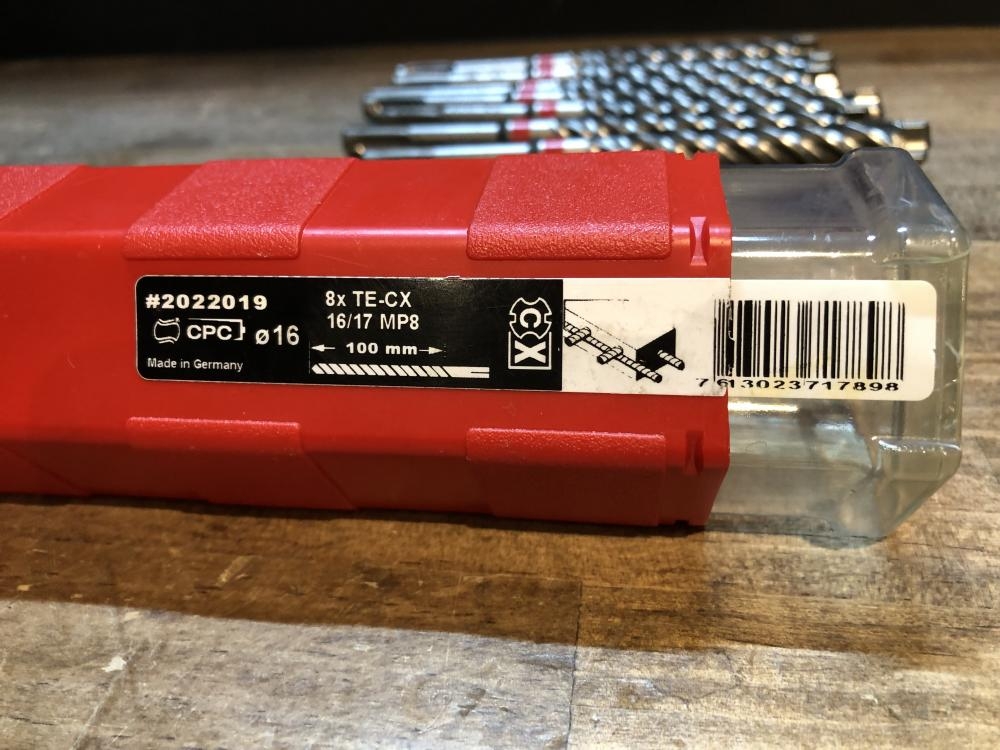 #2022019
CPC ø16
Made in Germany
8x TE-CX
16/17 MP8
100 mm
CX
7613023717898